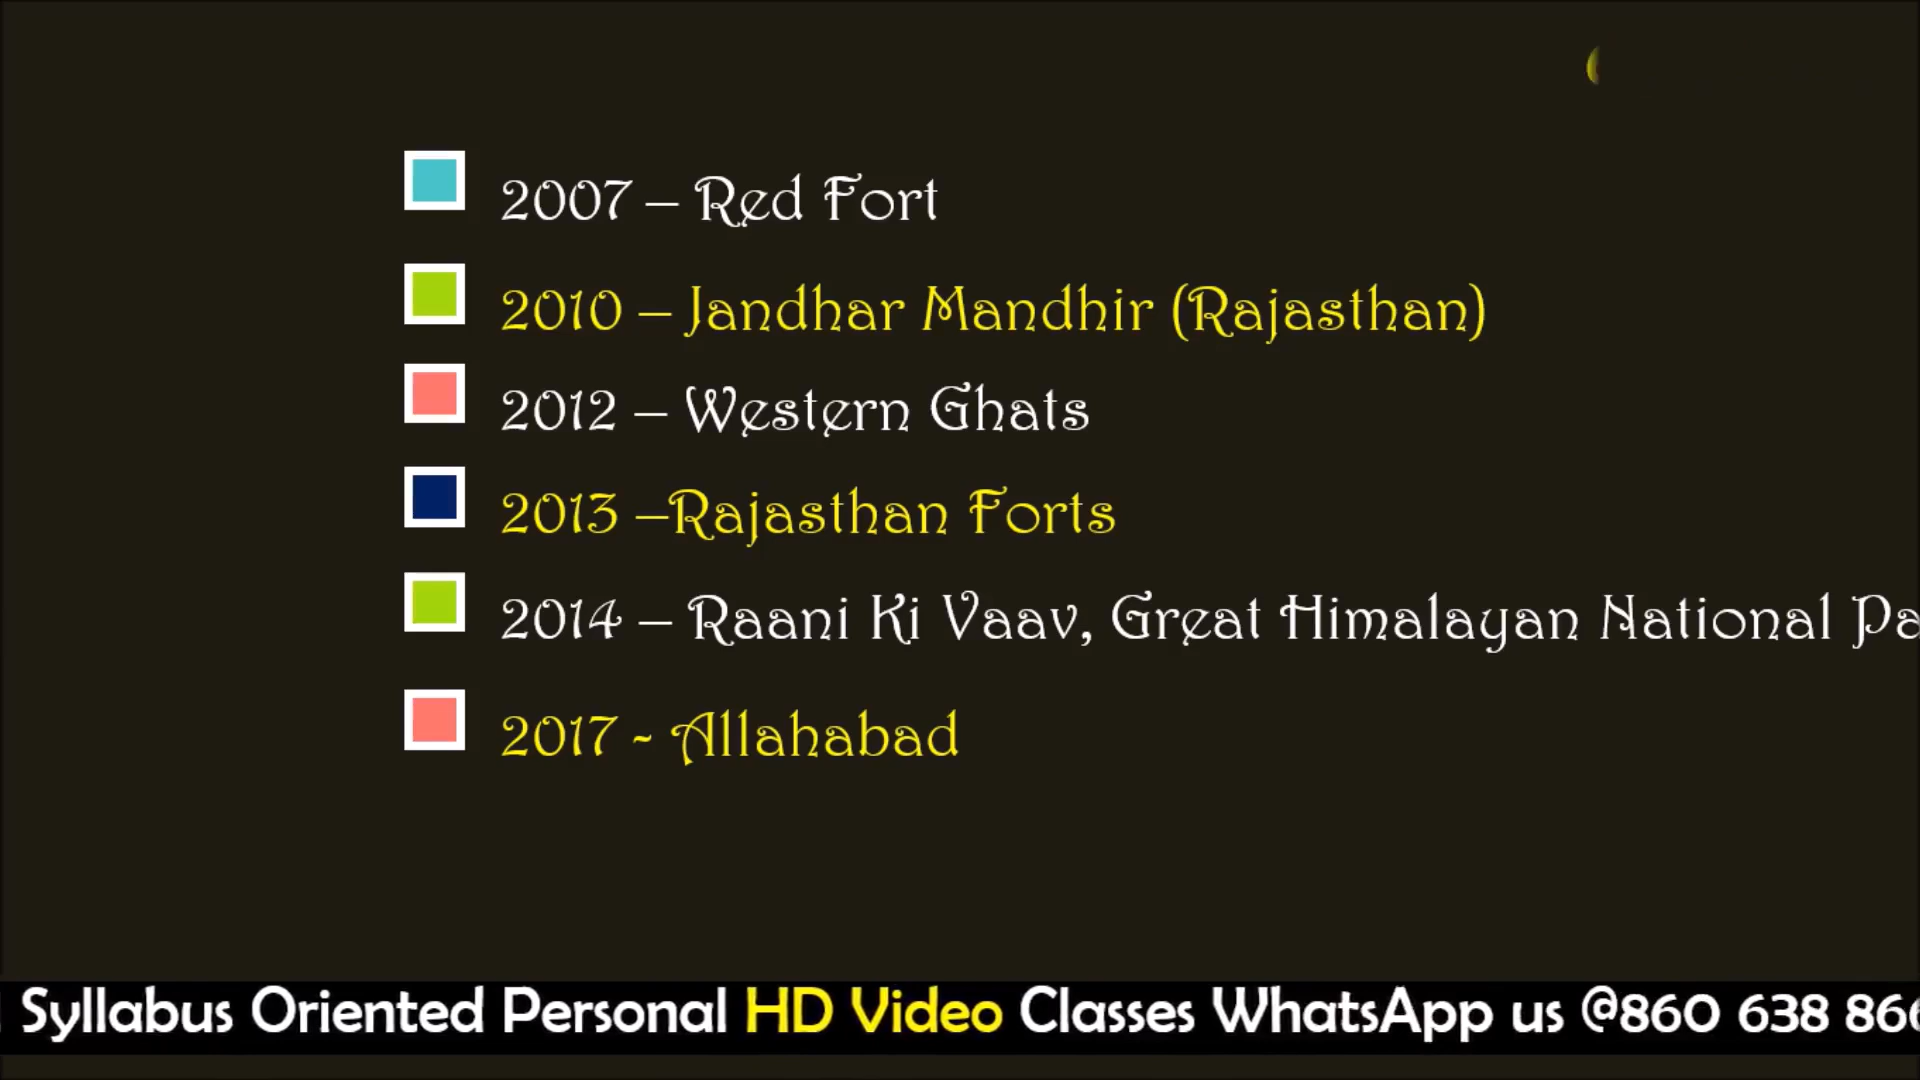 2007 – Red Fort
2010 – Jandhar Mandhir (Rajasthan)
2012 – Western Ghats
2013 –Rajasthan Forts
2014 – Raani Ki Vaav, Great Himalayan National Pa
2017 - Allahabad
Syllabus Oriented Personal HD Video Classes WhatsApp us @860 638 866